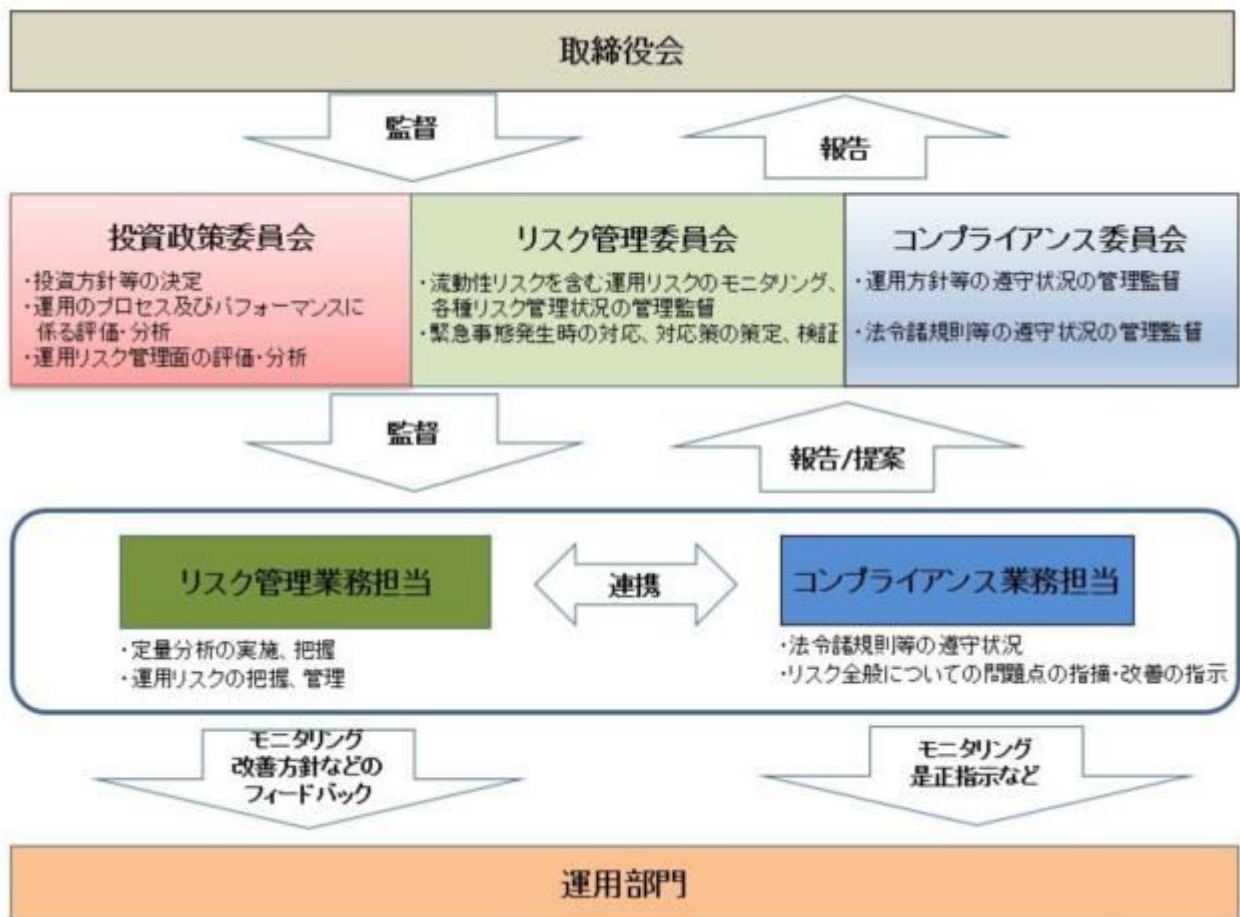 取締役会
監督
報告
投資政策委員会
・投資方針等の決定
・運用のプロセス及びパフォーマンスに
係る評価・分析
・運用リスク管理面の評価・分析
リスク管理委員会
・流動性リスクを含む運用リスクのモニタリング、
各種リスク管理状況の管理監督
・緊急事態発生時の対応、対応策の策定、検証
コンプライアンス委員会
・運用方針等の遵守状況の管理監督
・法令諸規則等の遵守状況の管理監督
監督
報告/提案
リスク管理業務担当
・定量分析の実施、把握
・運用リスクの把握、管理
連携
コンプライアンス業務担当
・法令諸規則等の遵守状況
・リスク全般についての問題点の指摘・改善の指示
モニタリング
改善方針などの
フィードバック
モニタリング
是正指示など
運用部門